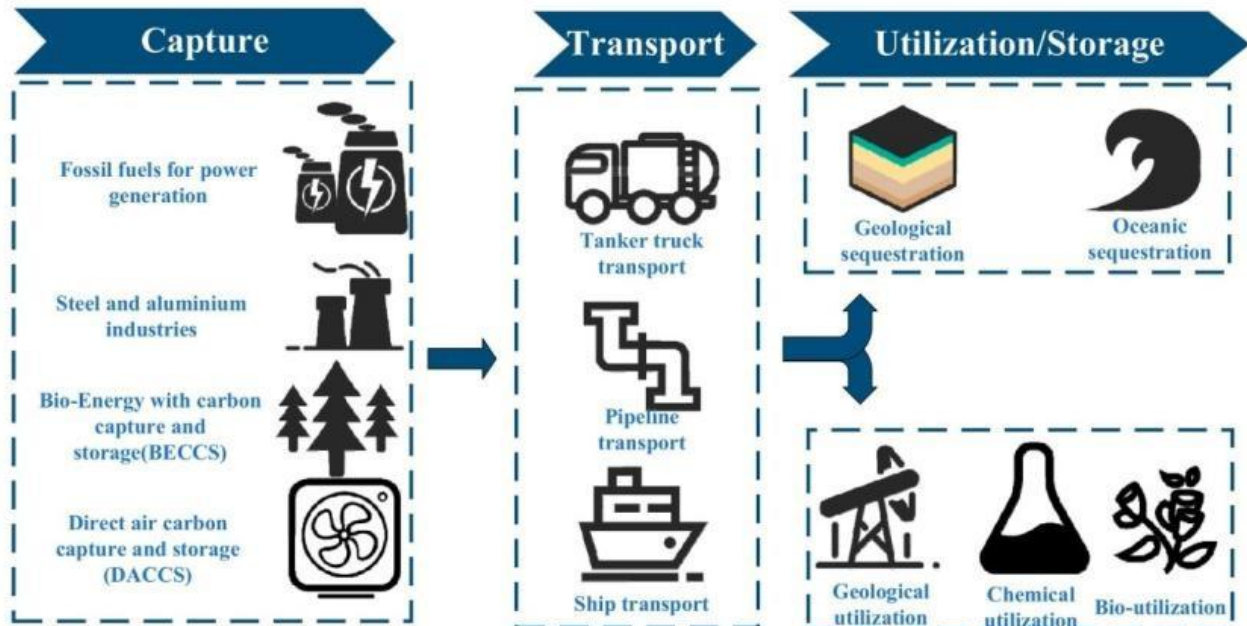 Capture
Transport
Utilization/Storage
Fossil fuels for power
generation
Steel and aluminium
industries
Bio-Energy with carbon
capture and
storage(BECCS)
Direct air carbon
capture and storage
(DACCS)
Tanker truck
transport
Pipeline
transport
Ship transport
Geological
sequestration
Oceanic
sequestration
Geological
utilization
Chemical
utilization
Bio-utilization